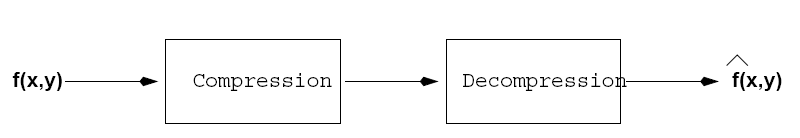 f(x,y) Compression Decompression f̂(x,y)